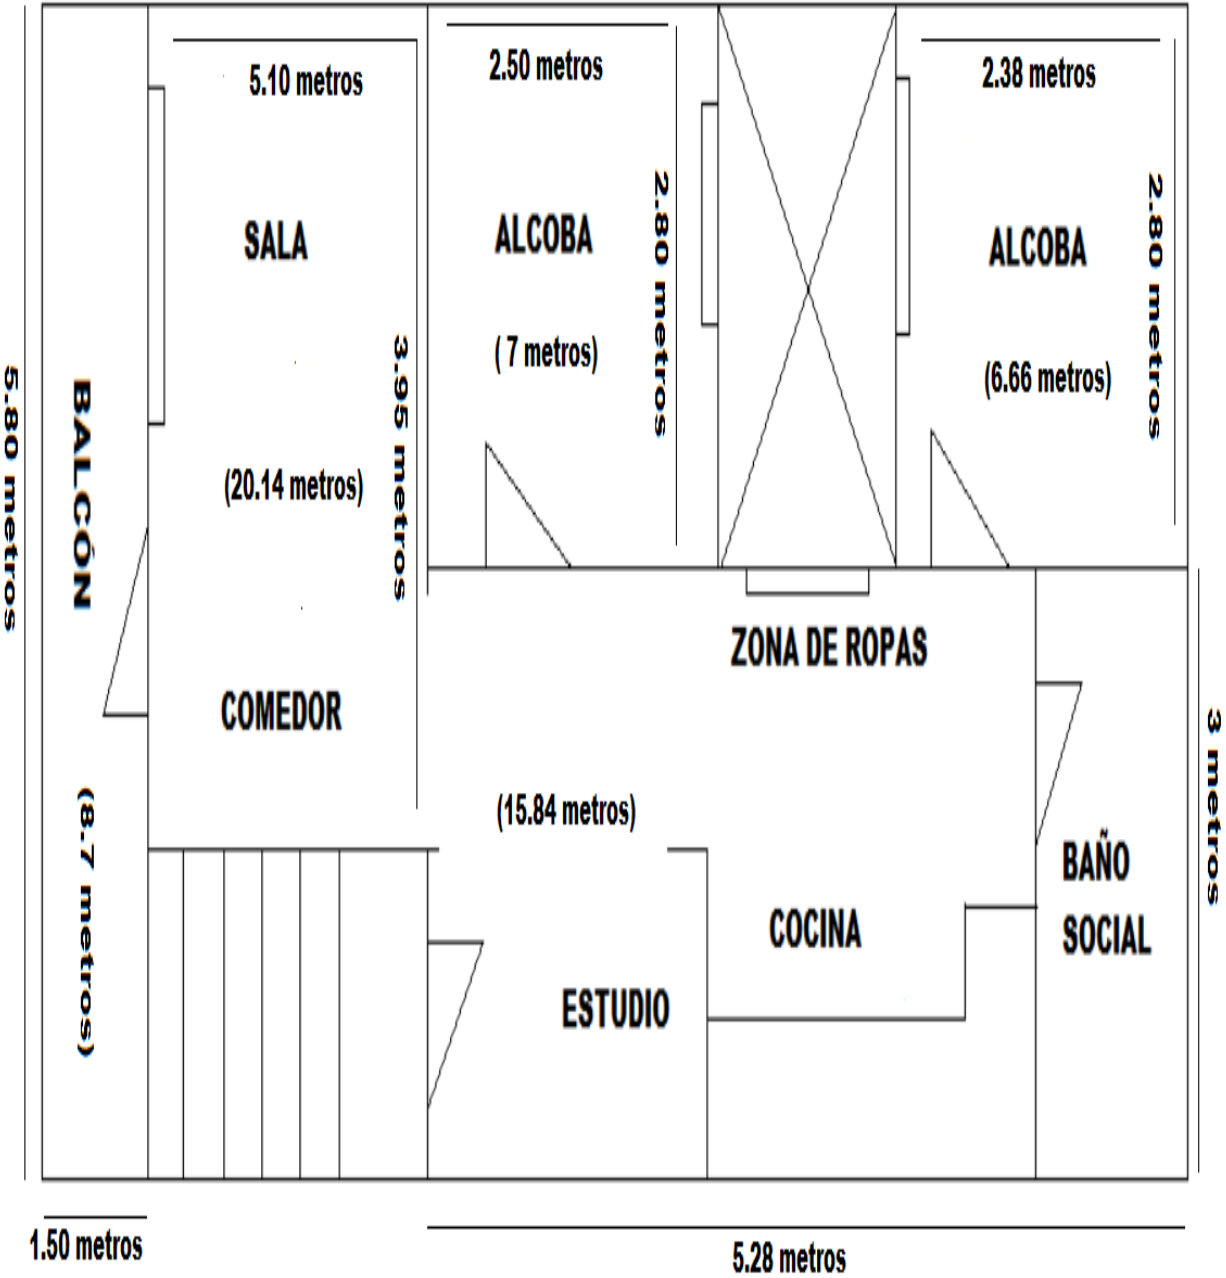 5.10 metros
2.50 metros
2.38 metros
SALA
ALCOBA
2.80 metros
ALCOBA
2.80 metros
( 7 metros)
(6.66 metros)
5.80 metros
BALCÓN
(20.14 metros)
3.95 metros
ZONA DE ROPAS
COMEDOR
(8.7 metros)
(15.84 metros)
3 metros
BAÑO
SOCIAL
COCINA
ESTUDIO
1.50 metros
5.28 metros